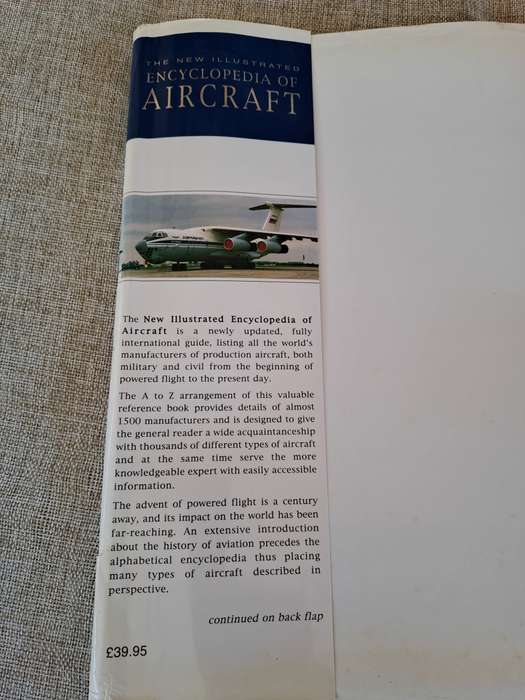 THE NEW ILLUSTRATED
ENCYCLOPEDIA OF
AIRCRAFT
The New Illustrated Encyclopedia of
Aircraft is a newly updated, fully
international guide, listing all the world's
manufacturers of production aircraft, both
military and civil from the beginning of
powered flight to the present day.
The A to Z arrangement of this valuable
reference book provides details of almost
1500 manufacturers and is designed to give
the general reader a wide acquaintanceship
with thousands of different types of aircraft
and at the same time serve the more
knowledgeable expert with easily accessible
information.
The advent of powered flight is a century
away, and its impact on the world has been
far-reaching. An extensive introduction
about the history of aviation precedes the
alphabetical encyclopedia thus placing
many types of aircraft described in
perspective.
continued on back flap
£39.95